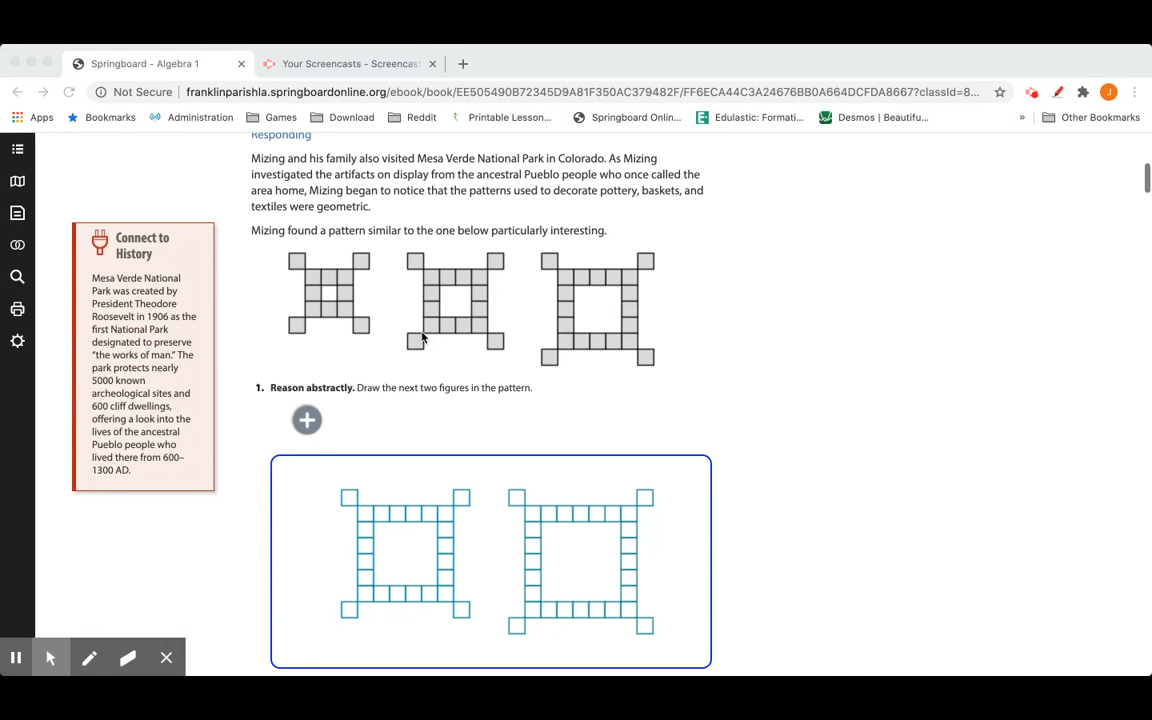 Springboard - Algebra 1
Your Screencasts - Screencast
Not Secure
franklinparishla.springboardonline.org/ebook/book/EE505490B72345D9A81F350AC379482F/FF6ECA44C3A24676BB0A664DCFDA8667?classId=8...
Apps
Bookmarks
Administration
Games
Download
Reddit
Printable Lesson...
Springboard Onlin...
Edulastic: Formati...
Desmos | Beautifu...
»
Other Bookmarks
J
Responding
Mizing and his family also visited Mesa Verde National Park in Colorado. As Mizing
investigated the artifacts on display from the ancestral Pueblo people who once called the
area home, Mizing began to notice that the patterns used to decorate pottery, baskets, and
textiles were geometric.
Mizing found a pattern similar to the one below particularly interesting.
Connect to
History
Mesa Verde National
Park was created by
President Theodore
Roosevelt in 1906 as the
first National Park
designated to preserve
“the works of man.” The
park protects nearly
5000 known
archeological sites and
600 cliff dwellings,
offering a look into the
lives of the ancestral
Pueblo people who
lived there from 600–
1300 AD.
1. Reason abstractly. Draw the next two figures in the pattern.